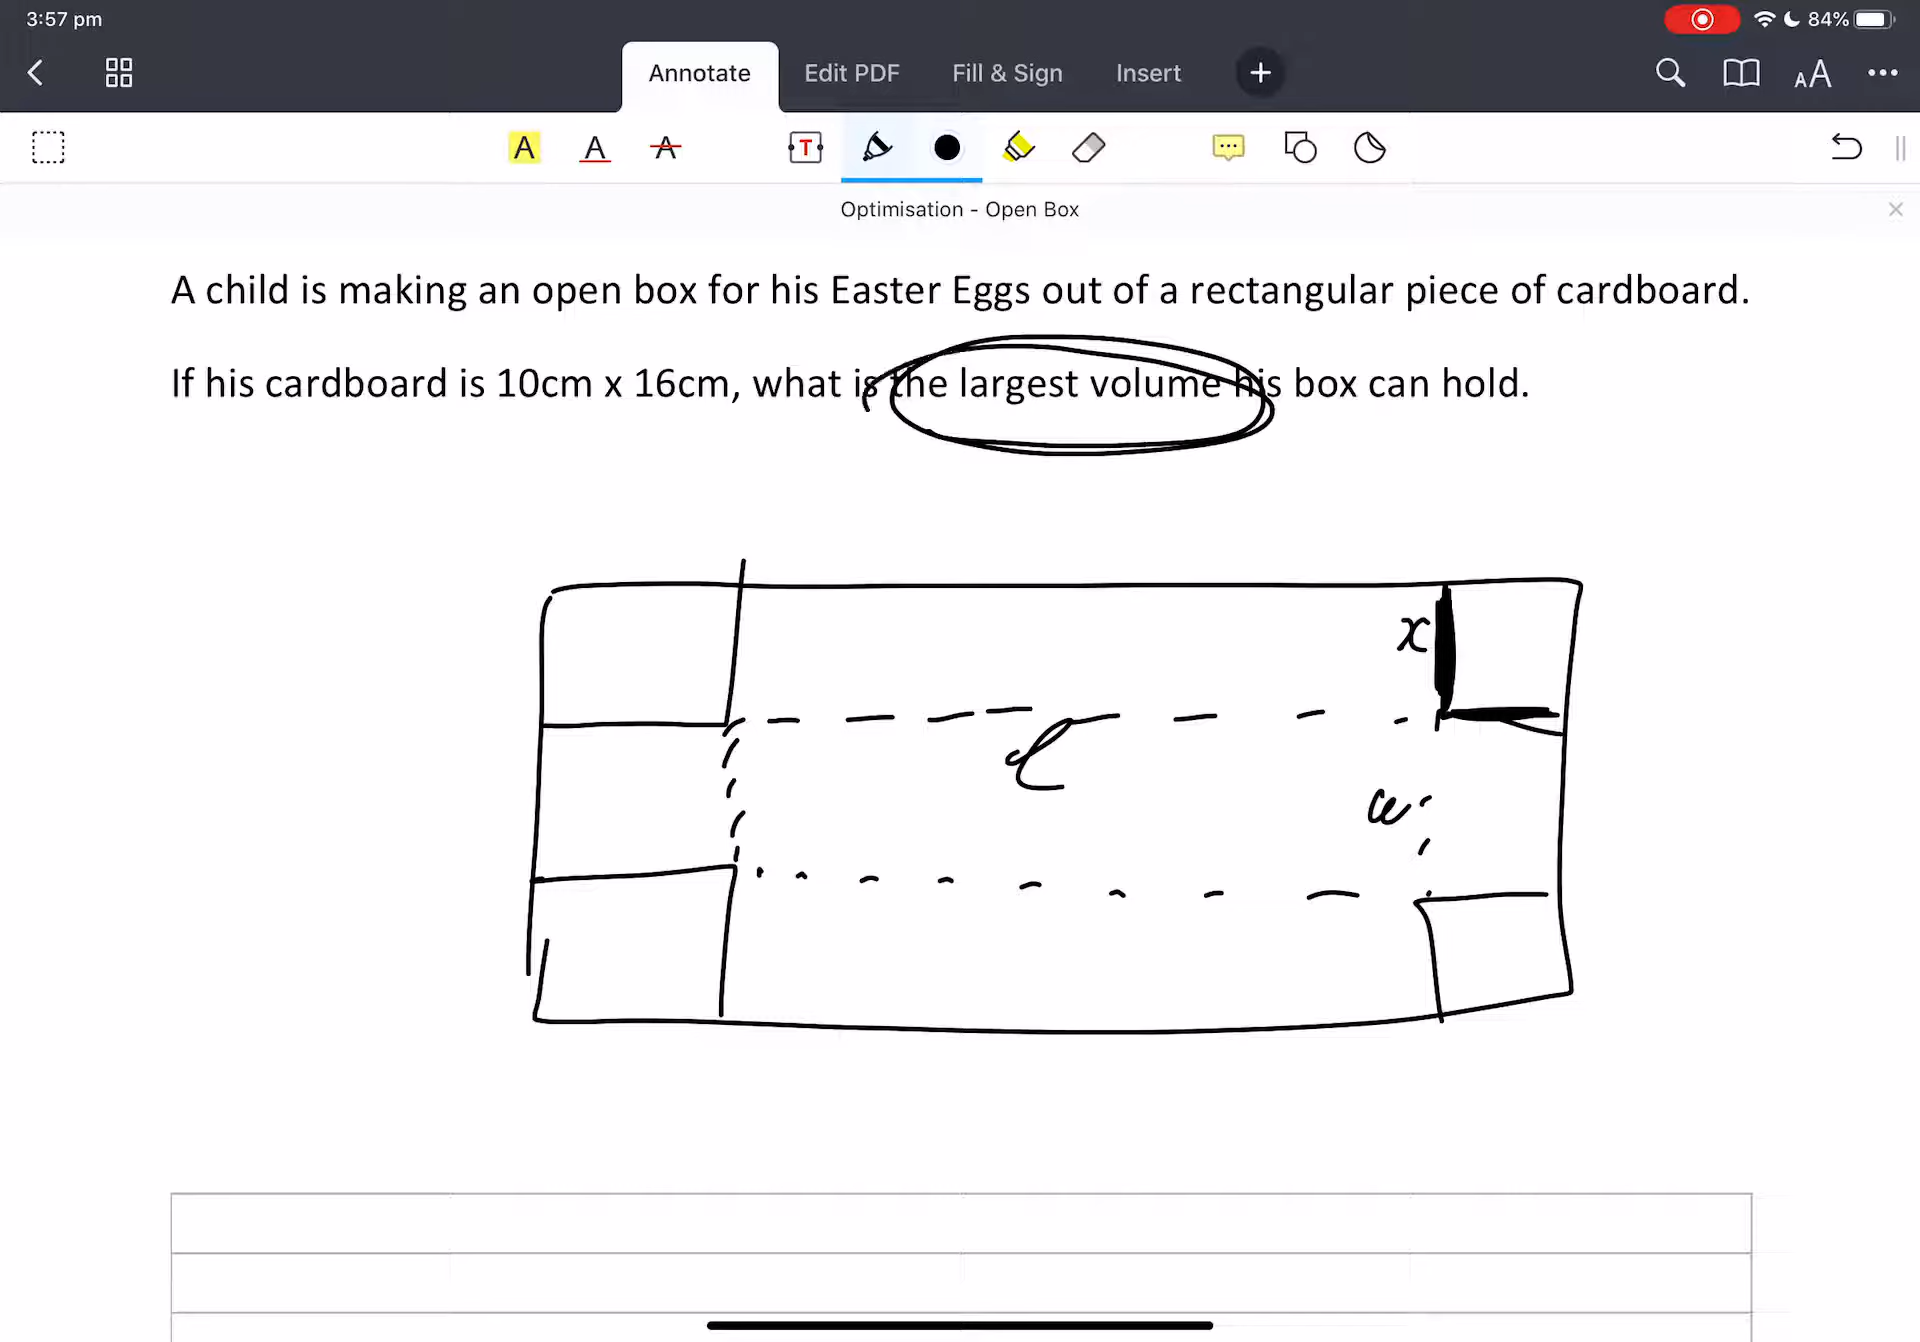 3:57 pm
84%
Annotate
Edit PDF
Fill & Sign
Insert
AA
A
A
A
T
Optimisation - Open Box
A child is making an open box for his Easter Eggs out of a rectangular piece of cardboard.
If his cardboard is 10cm x 16cm, what is the largest volume his box can hold.
x
l
w